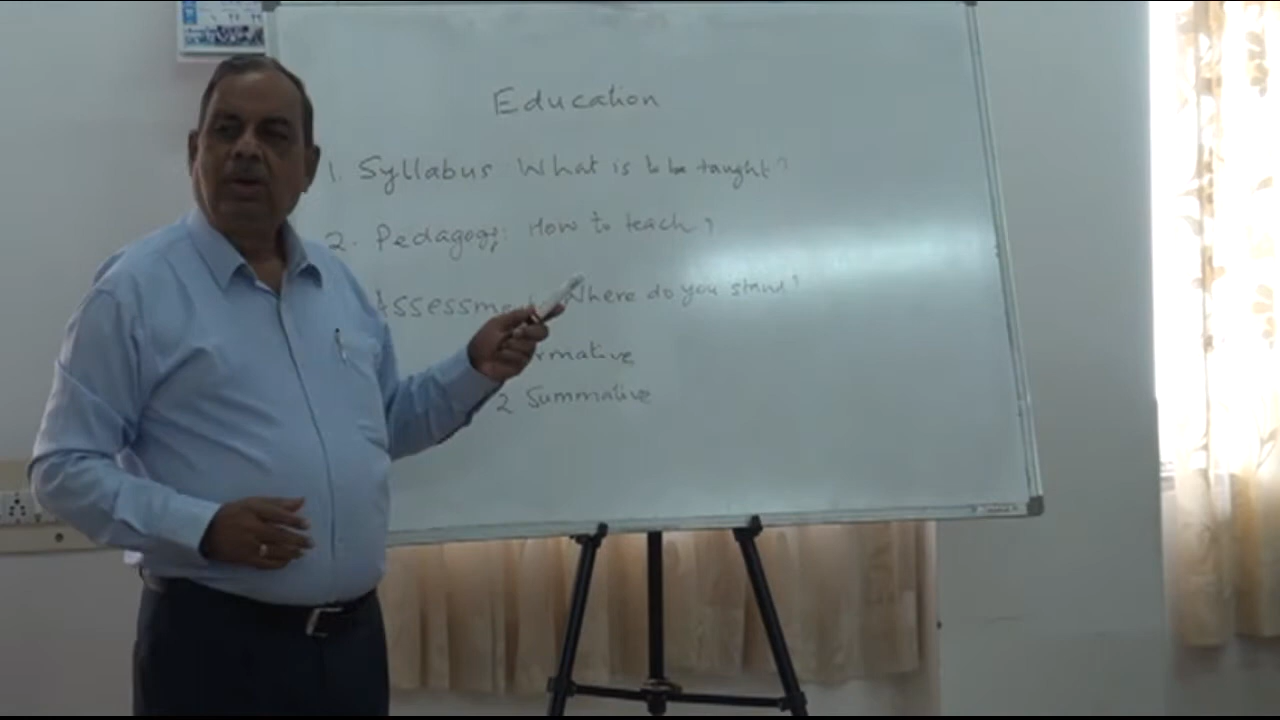 Education
1. Syllabus What is to be taught?
2. Pedagogy: How to teach?
Where do you stand?
2 Summative